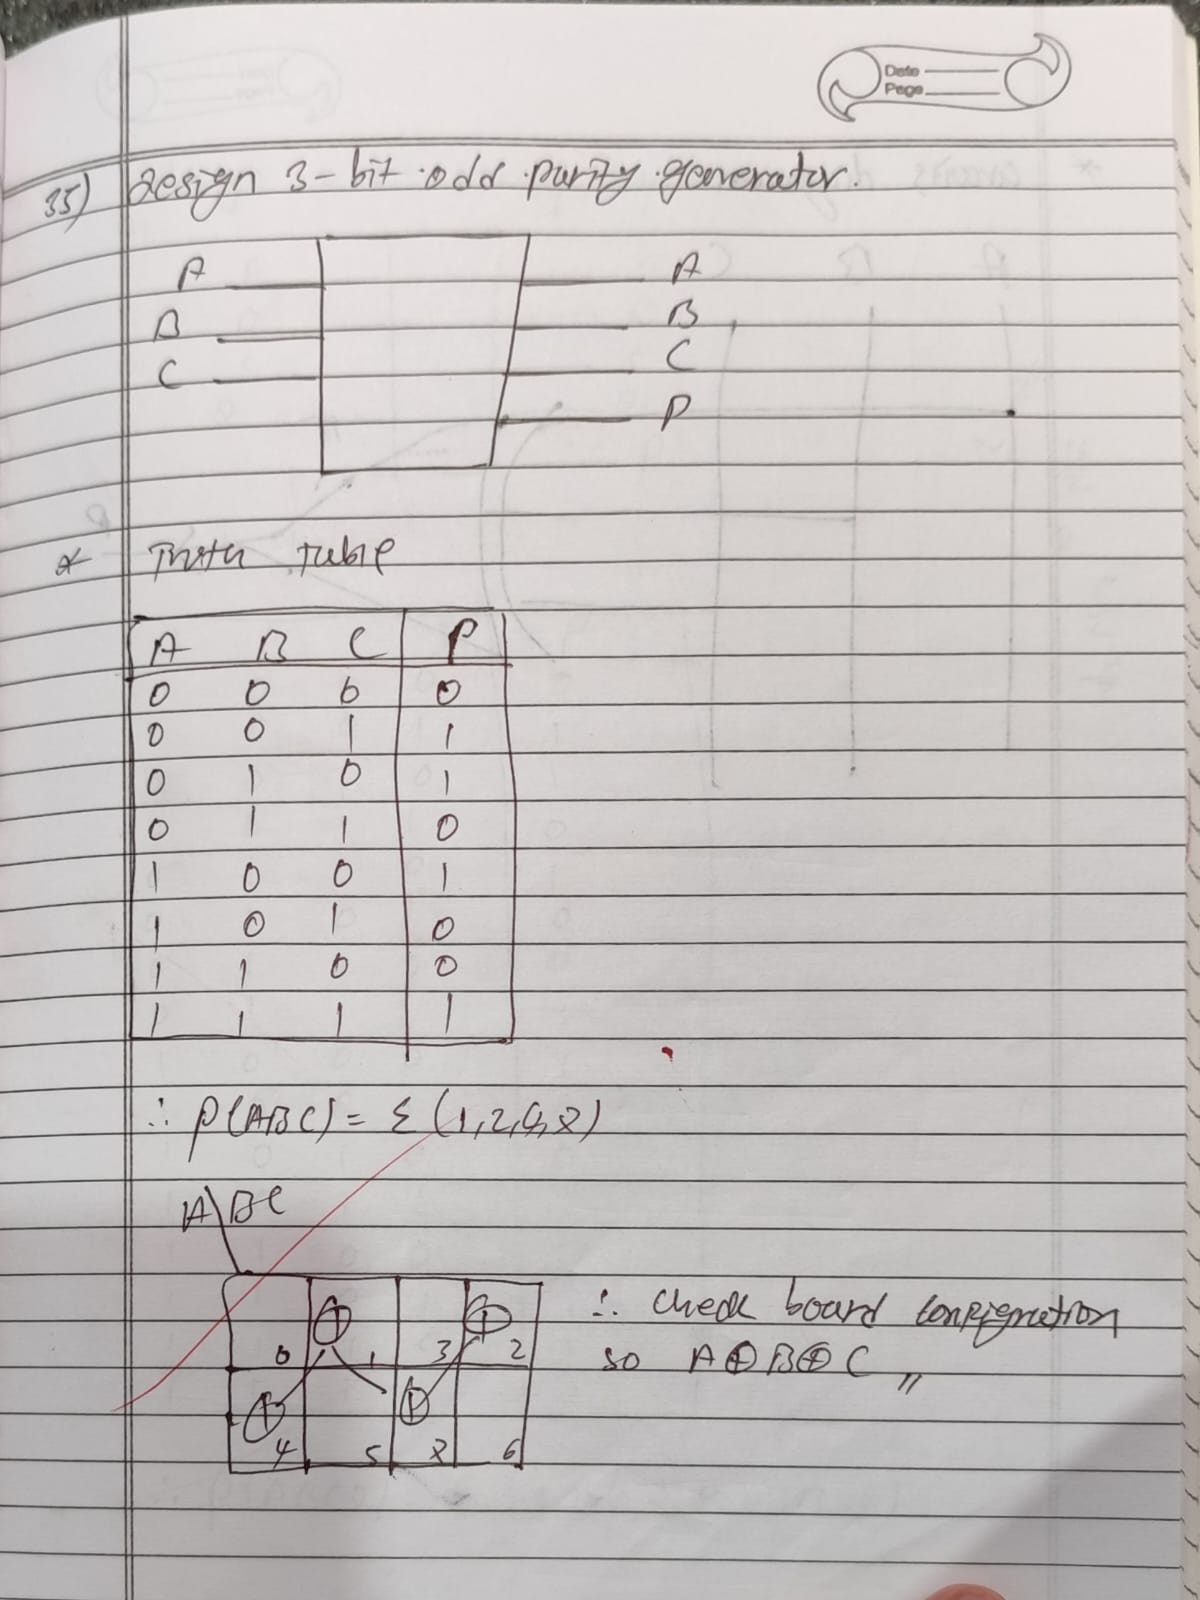 Date
Page
35) Design 3-bit odd parity generator.
A A
B B
C C
P
* Truth Table
A B C P
0 0 0 0
0 0 1 1
0 1 0 1
0 1 1 0
1 0 0 1
1 0 1 0
1 1 0 0
1 1 1 1
∴ P(ABC) = Σ (1,2,4,7)
A\BC
1 1
0 1 3 2
1 1
4 5 7 6
∴ Check board configuration
so A⊕B⊕C "